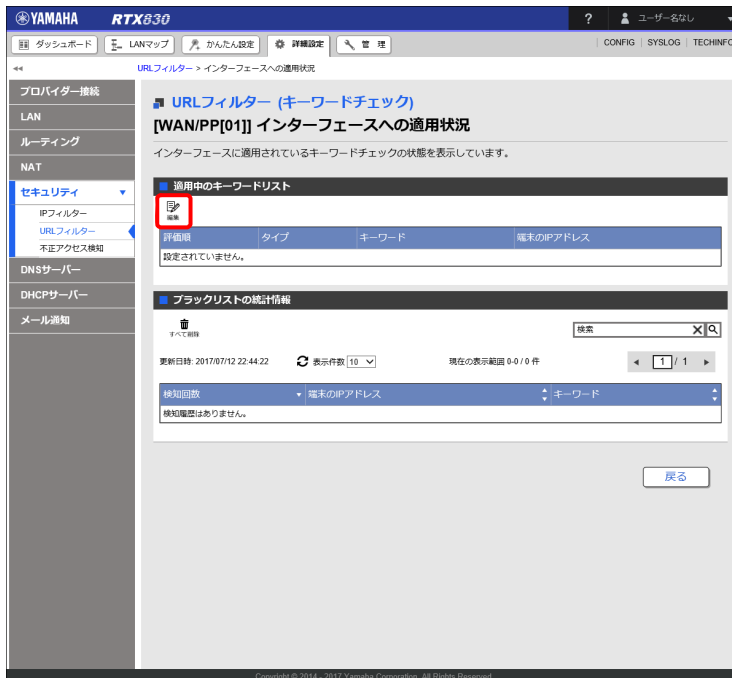 YAMAHA RTX830 ? ユーザーなし
ダッシュボード LANマップ かんたん設定 詳細設定 管 理 CONFIG SYSLOG TECHINFO
URLフィルター > インターフェースへの適用状況
プロバイダー接続
LAN
ルーティング
NAT
セキュリティ
IPフィルター
URLフィルター
不正アクセス検知
DNSサーバー
DHCPサーバー
メール通知
URLフィルター (キーワードチェック)
[WAN/PP[01]] インターフェースへの適用状況
インターフェースに適用されているキーワードチェックの状態を表示しています。
適用中のキーワードリスト
編集
評価順 タイプ キーワード 端末のIPアドレス
設定されていません。
ブラックリストの統計情報
すべて削除
検索
更新日時: 2017/07/12 22:44:22 表示件数 10 現在の表示範囲 0-0 / 0 件 1 / 1
検知回数 端末のIPアドレス キーワード
検知履歴はありません。
戻る
Copyright © 2014 - 2017 Yamaha Corporation. All Rights Reserved.